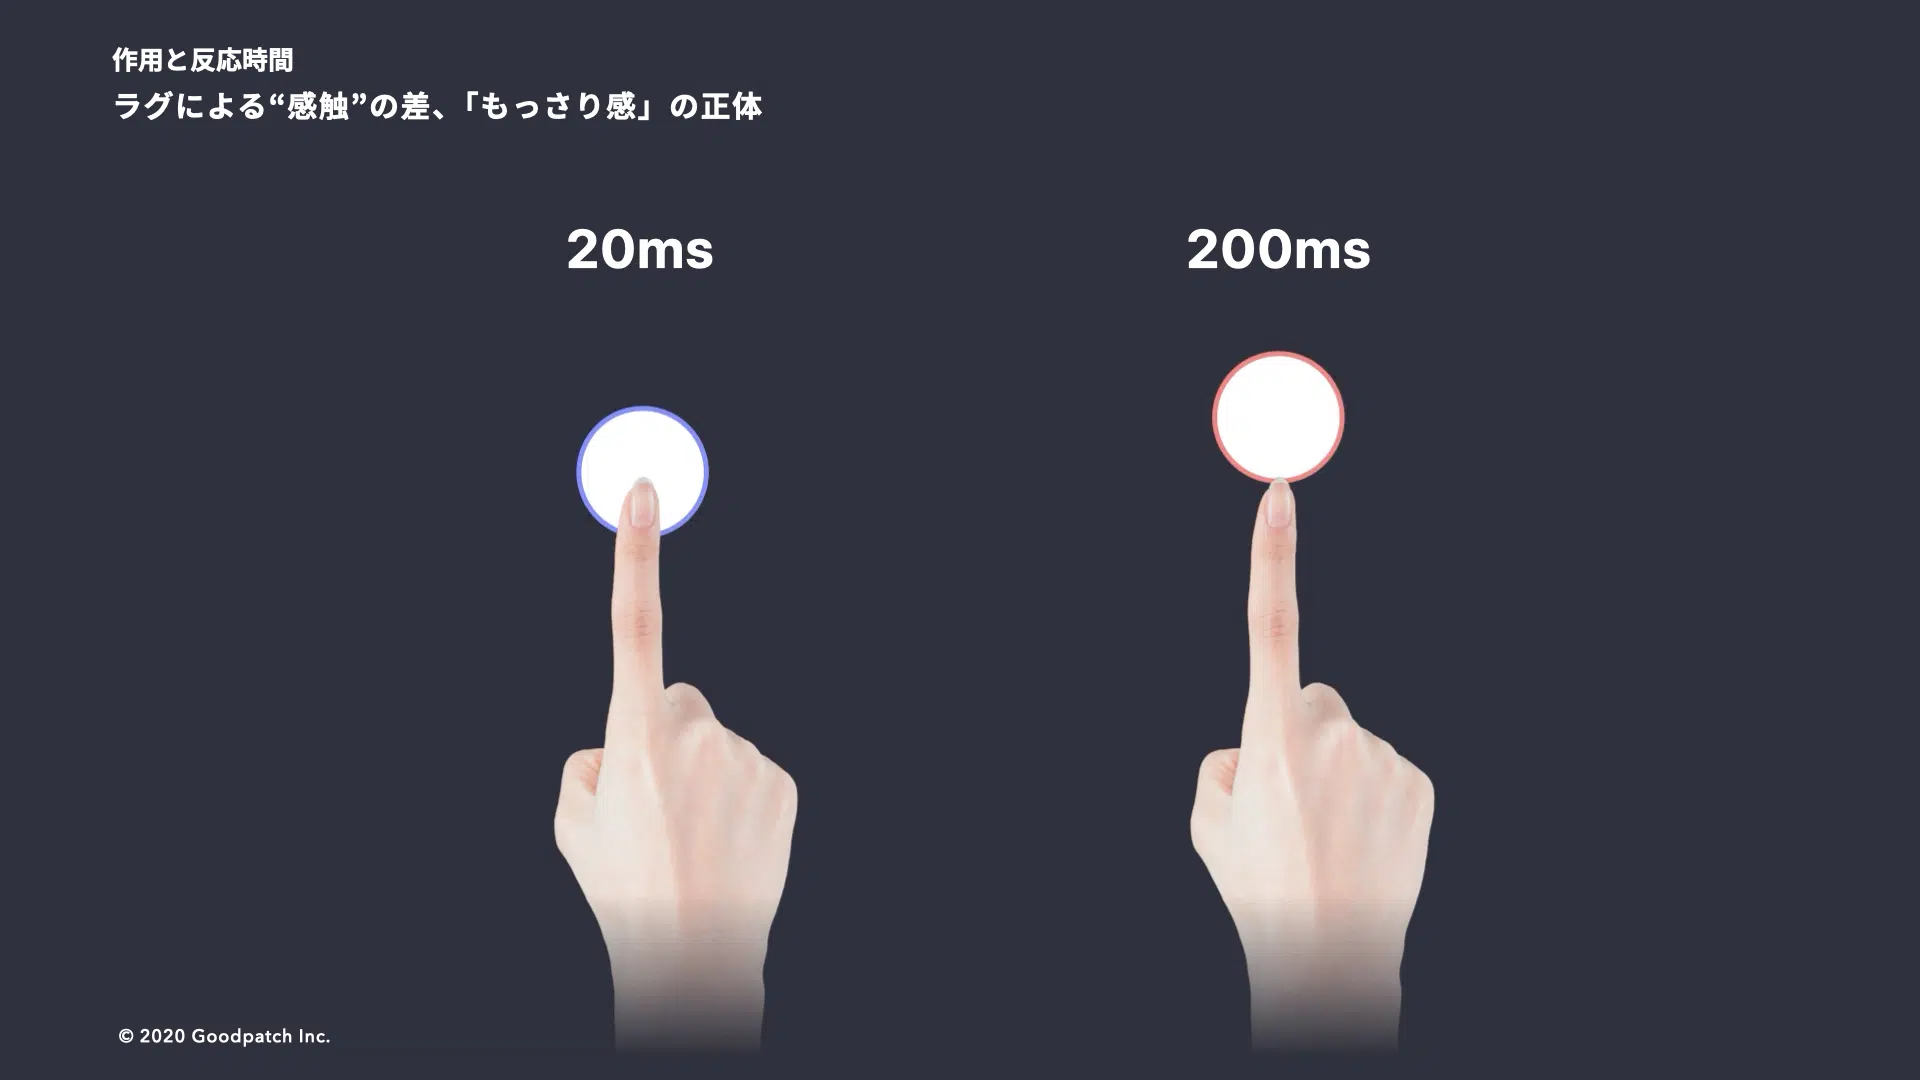 作用と反応時間
ラグによる“感触”の差、「もっさり感」の正体
20ms
200ms
© 2020 Goodpatch Inc.